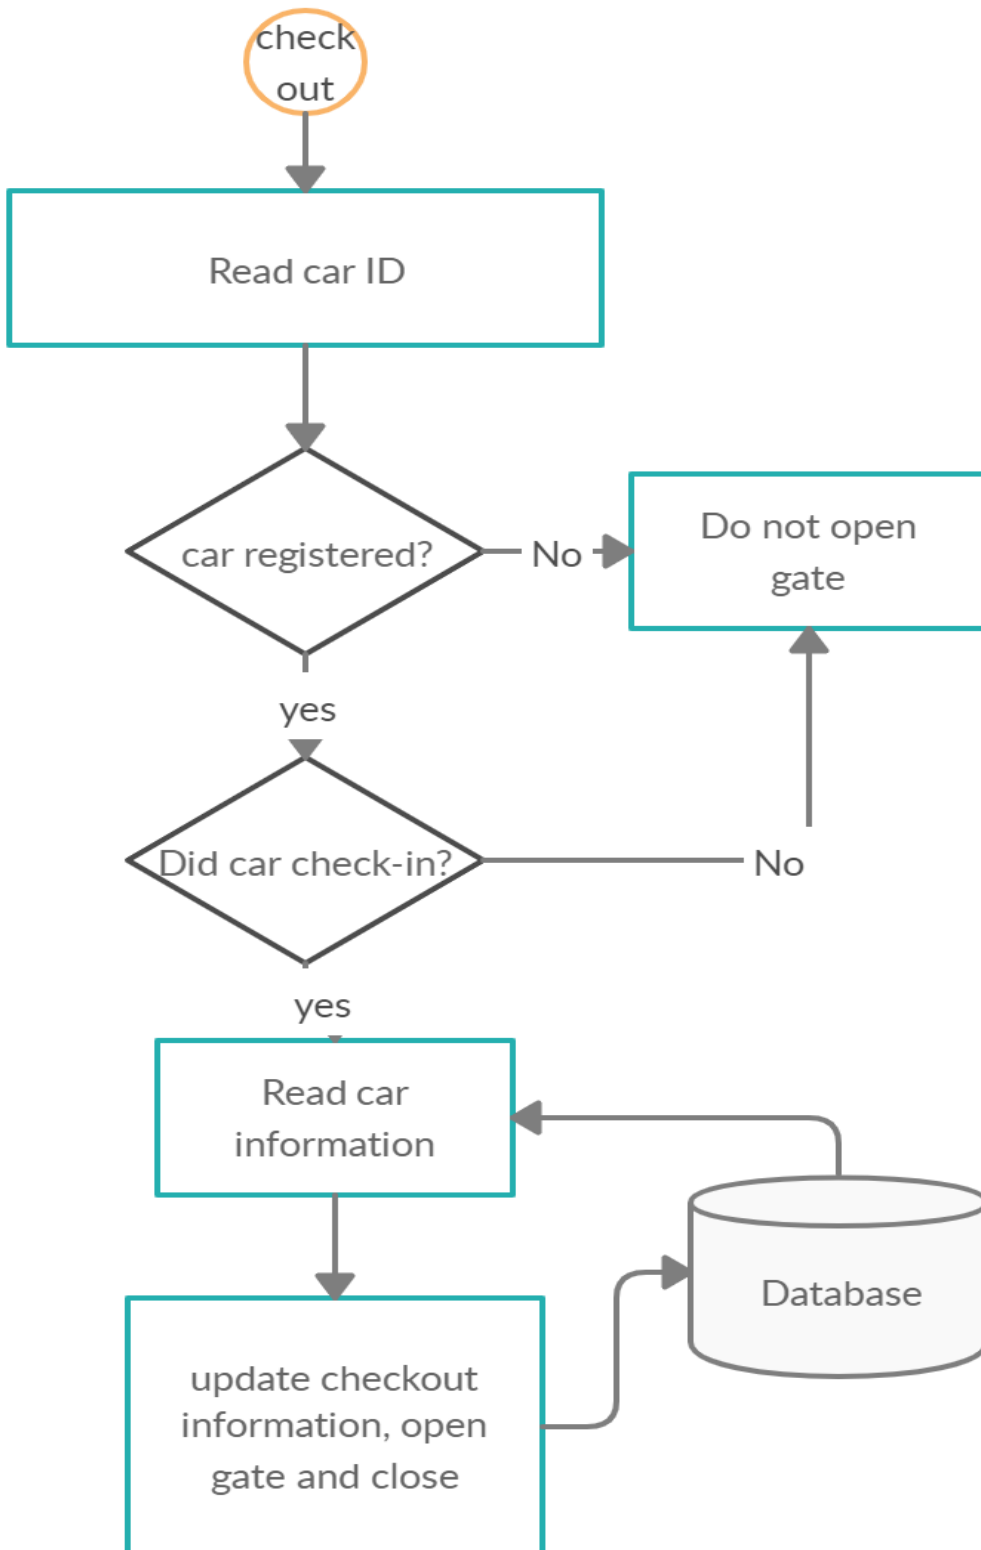 check
out
Read car ID
car registered?
No
Do not open
gate
yes
Did car check-in?
No
yes
Read car
information
Database
update checkout
information, open
gate and close